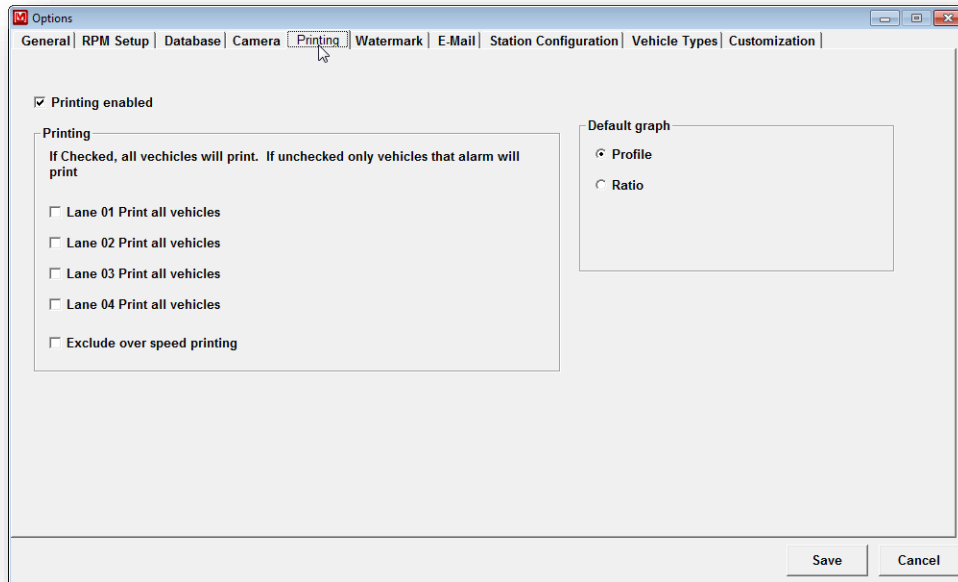 M Options
General RPM Setup Database Camera Printing Watermark E-Mail Station Configuration Vehicle Types Customization
Printing enabled
Printing
If Checked, all vechicles will print. If unchecked only vehicles that alarm will
print
Lane 01 Print all vehicles
Lane 02 Print all vehicles
Lane 03 Print all vehicles
Lane 04 Print all vehicles
Exclude over speed printing
Default graph
Profile
Ratio
Save Cancel